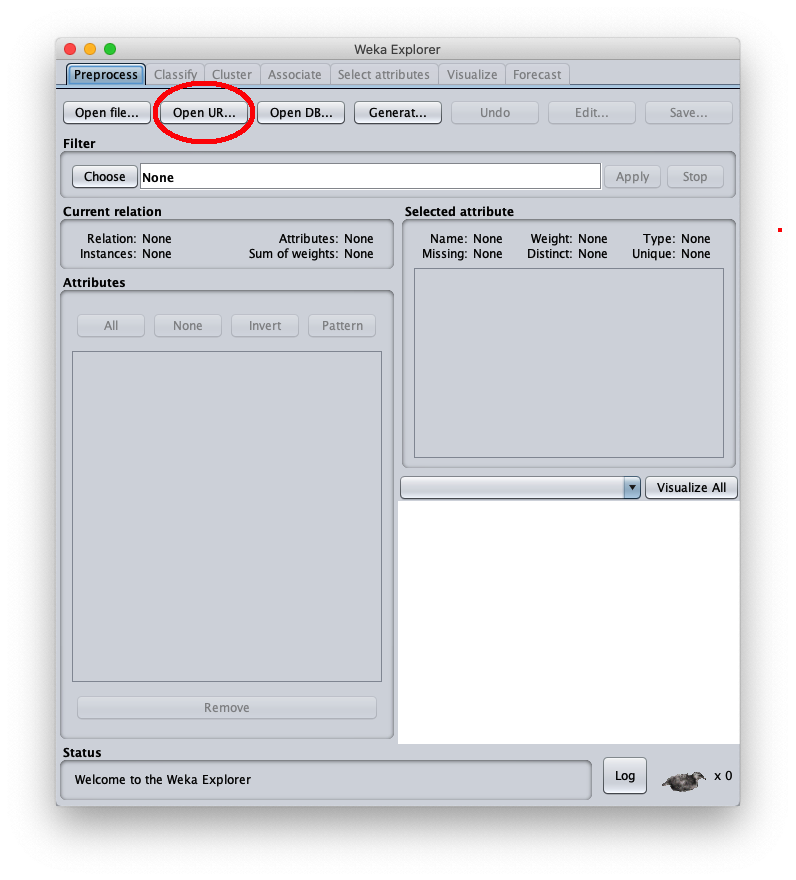 Weka Explorer
Preprocess Classify Cluster Associate Select attributes Visualize Forecast
Open file... Open UR... Open DB... Generat... Undo Edit... Save...
Filter
Choose None Apply Stop
Current relation
Relation: None Attributes: None
Instances: None Sum of weights: None
Attributes
All None Invert Pattern
Remove
Selected attribute
Name: None Weight: None Type: None
Missing: None Distinct: None Unique: None
Visualize All
Status
Welcome to the Weka Explorer
Log x 0